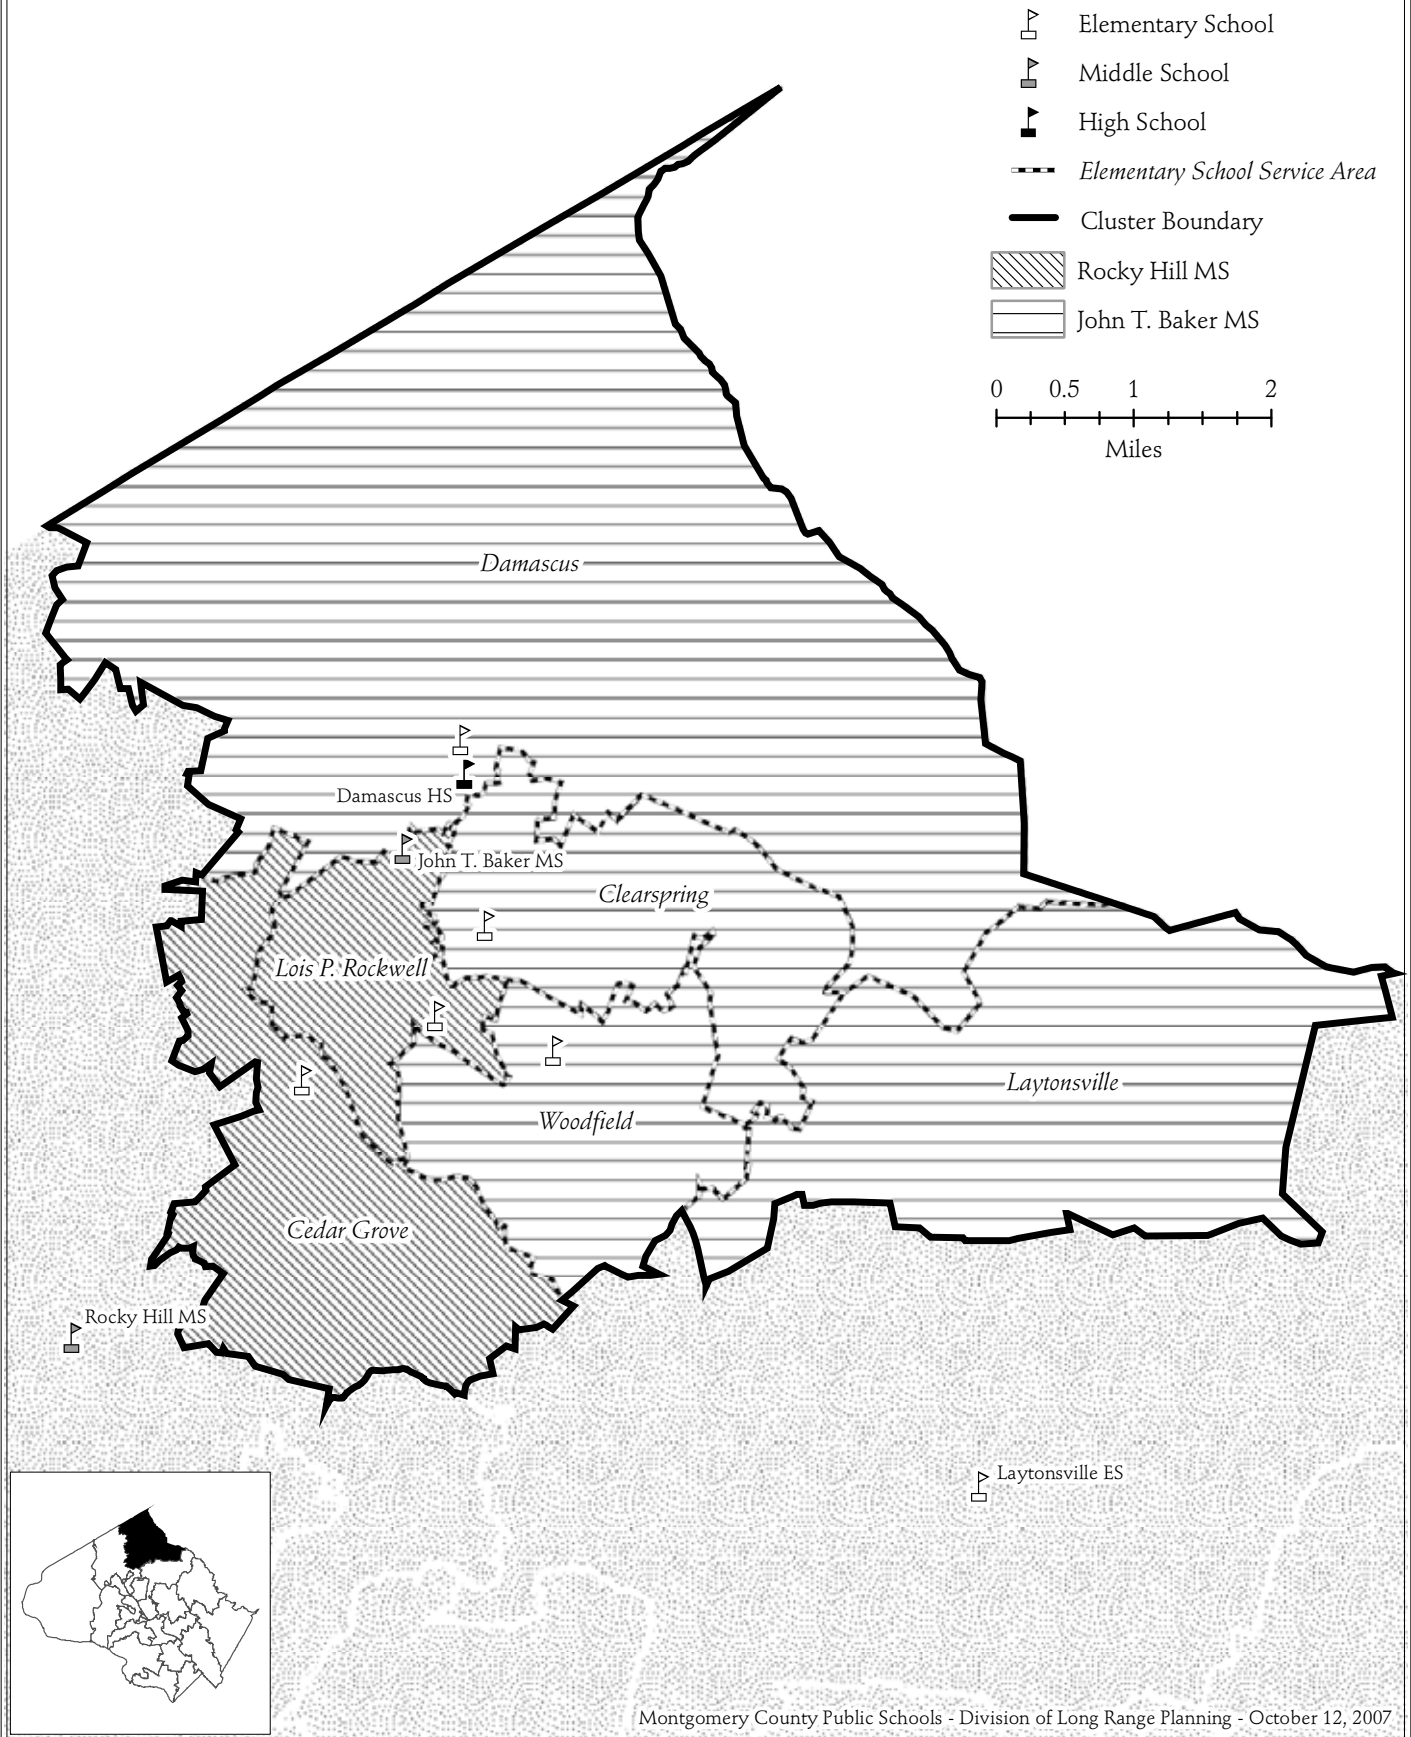 Elementary School
Middle School
High School
Elementary School Service Area
Cluster Boundary
Rocky Hill MS
John T. Baker MS
0 0.5 1 2
Miles
Damascus
Damascus HS
John T. Baker MS
Clearspring
Lois P. Rockwell
Laytonsville
Woodfield
Cedar Grove
Rocky Hill MS
Laytonsville ES
Montgomery County Public Schools - Division of Long Range Planning - October 12, 2007